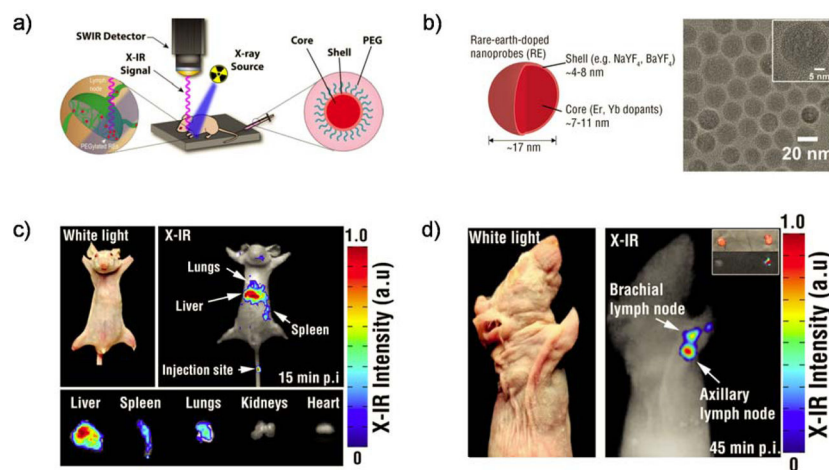 a)
SWIR Detector
X-IR
Signal
X-ray
Source
Core
Shell
PEG
Lymph
Node
b)
Rare-earth-doped
nanoprobes (RE)
Shell (e.g. NaYF₄, BaYF₄)
~4-8 nm
Core (Er, Yb dopants)
~7-11 nm
~17 nm
5 nm
20 nm
c)
White light
X-IR
Lungs
Liver
Spleen
Injection site
15 min p.i
Liver
Spleen
Lungs
Kidneys
Heart
1.0
X-IR Intensity (a.u)
0
d)
White light
X-IR
Brachial
lymph node
Axillary
lymph node
45 min p.i.
1.0
X-IR Intensity (a.u)
0